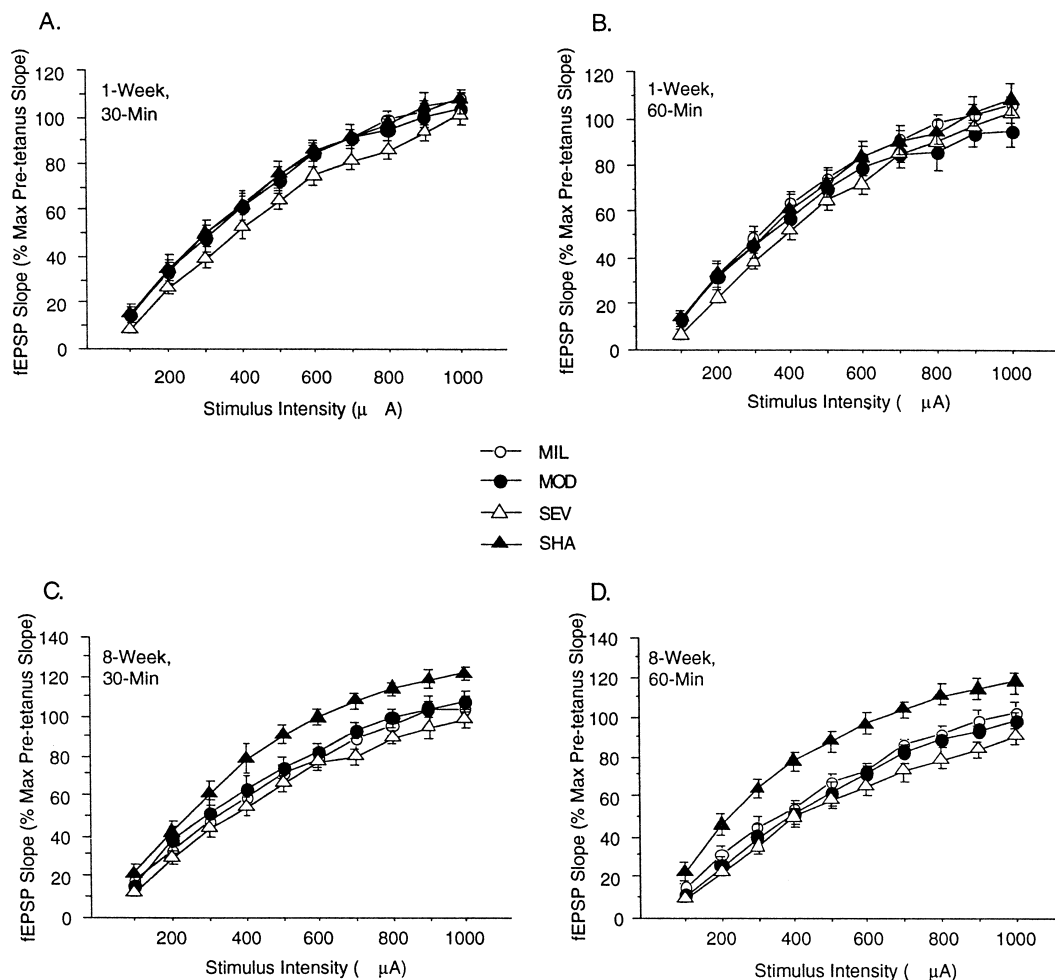 A.
fEPSP Slope (% Max Pre-tetanus Slope)
1-Week,
30-Min
120
100
80
60
40
20
0
200 400 600 800 1000
Stimulus Intensity (μ A)
B.
fEPSP Slope (% Max Pre-tetanus Slope)
1-Week,
60-Min
120
100
80
60
40
20
0
200 400 600 800 1000
Stimulus Intensity ( μA)
MIL
MOD
SEV
SHA
C.
fEPSP Slope (% Max Pre-tetanus Slope)
8-Week,
30-Min
140
120
100
80
60
40
20
0
200 400 600 800 1000
Stimulus Intensity ( μA)
D.
fEPSP Slope (% Max Pre-tetanus Slope)
8-Week,
60-Min
140
120
100
80
60
40
20
0
200 400 600 800 1000
Stimulus Intensity ( μA)